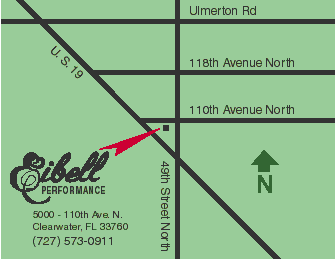 Ulmerton Rd
U.S.19
118th Avenue North
110th Avenue North
49th Street North
N
Eibell
PERFORMANCE
5000 - 110th Ave. N.
Clearwater, FL 33760
(727) 573-0911